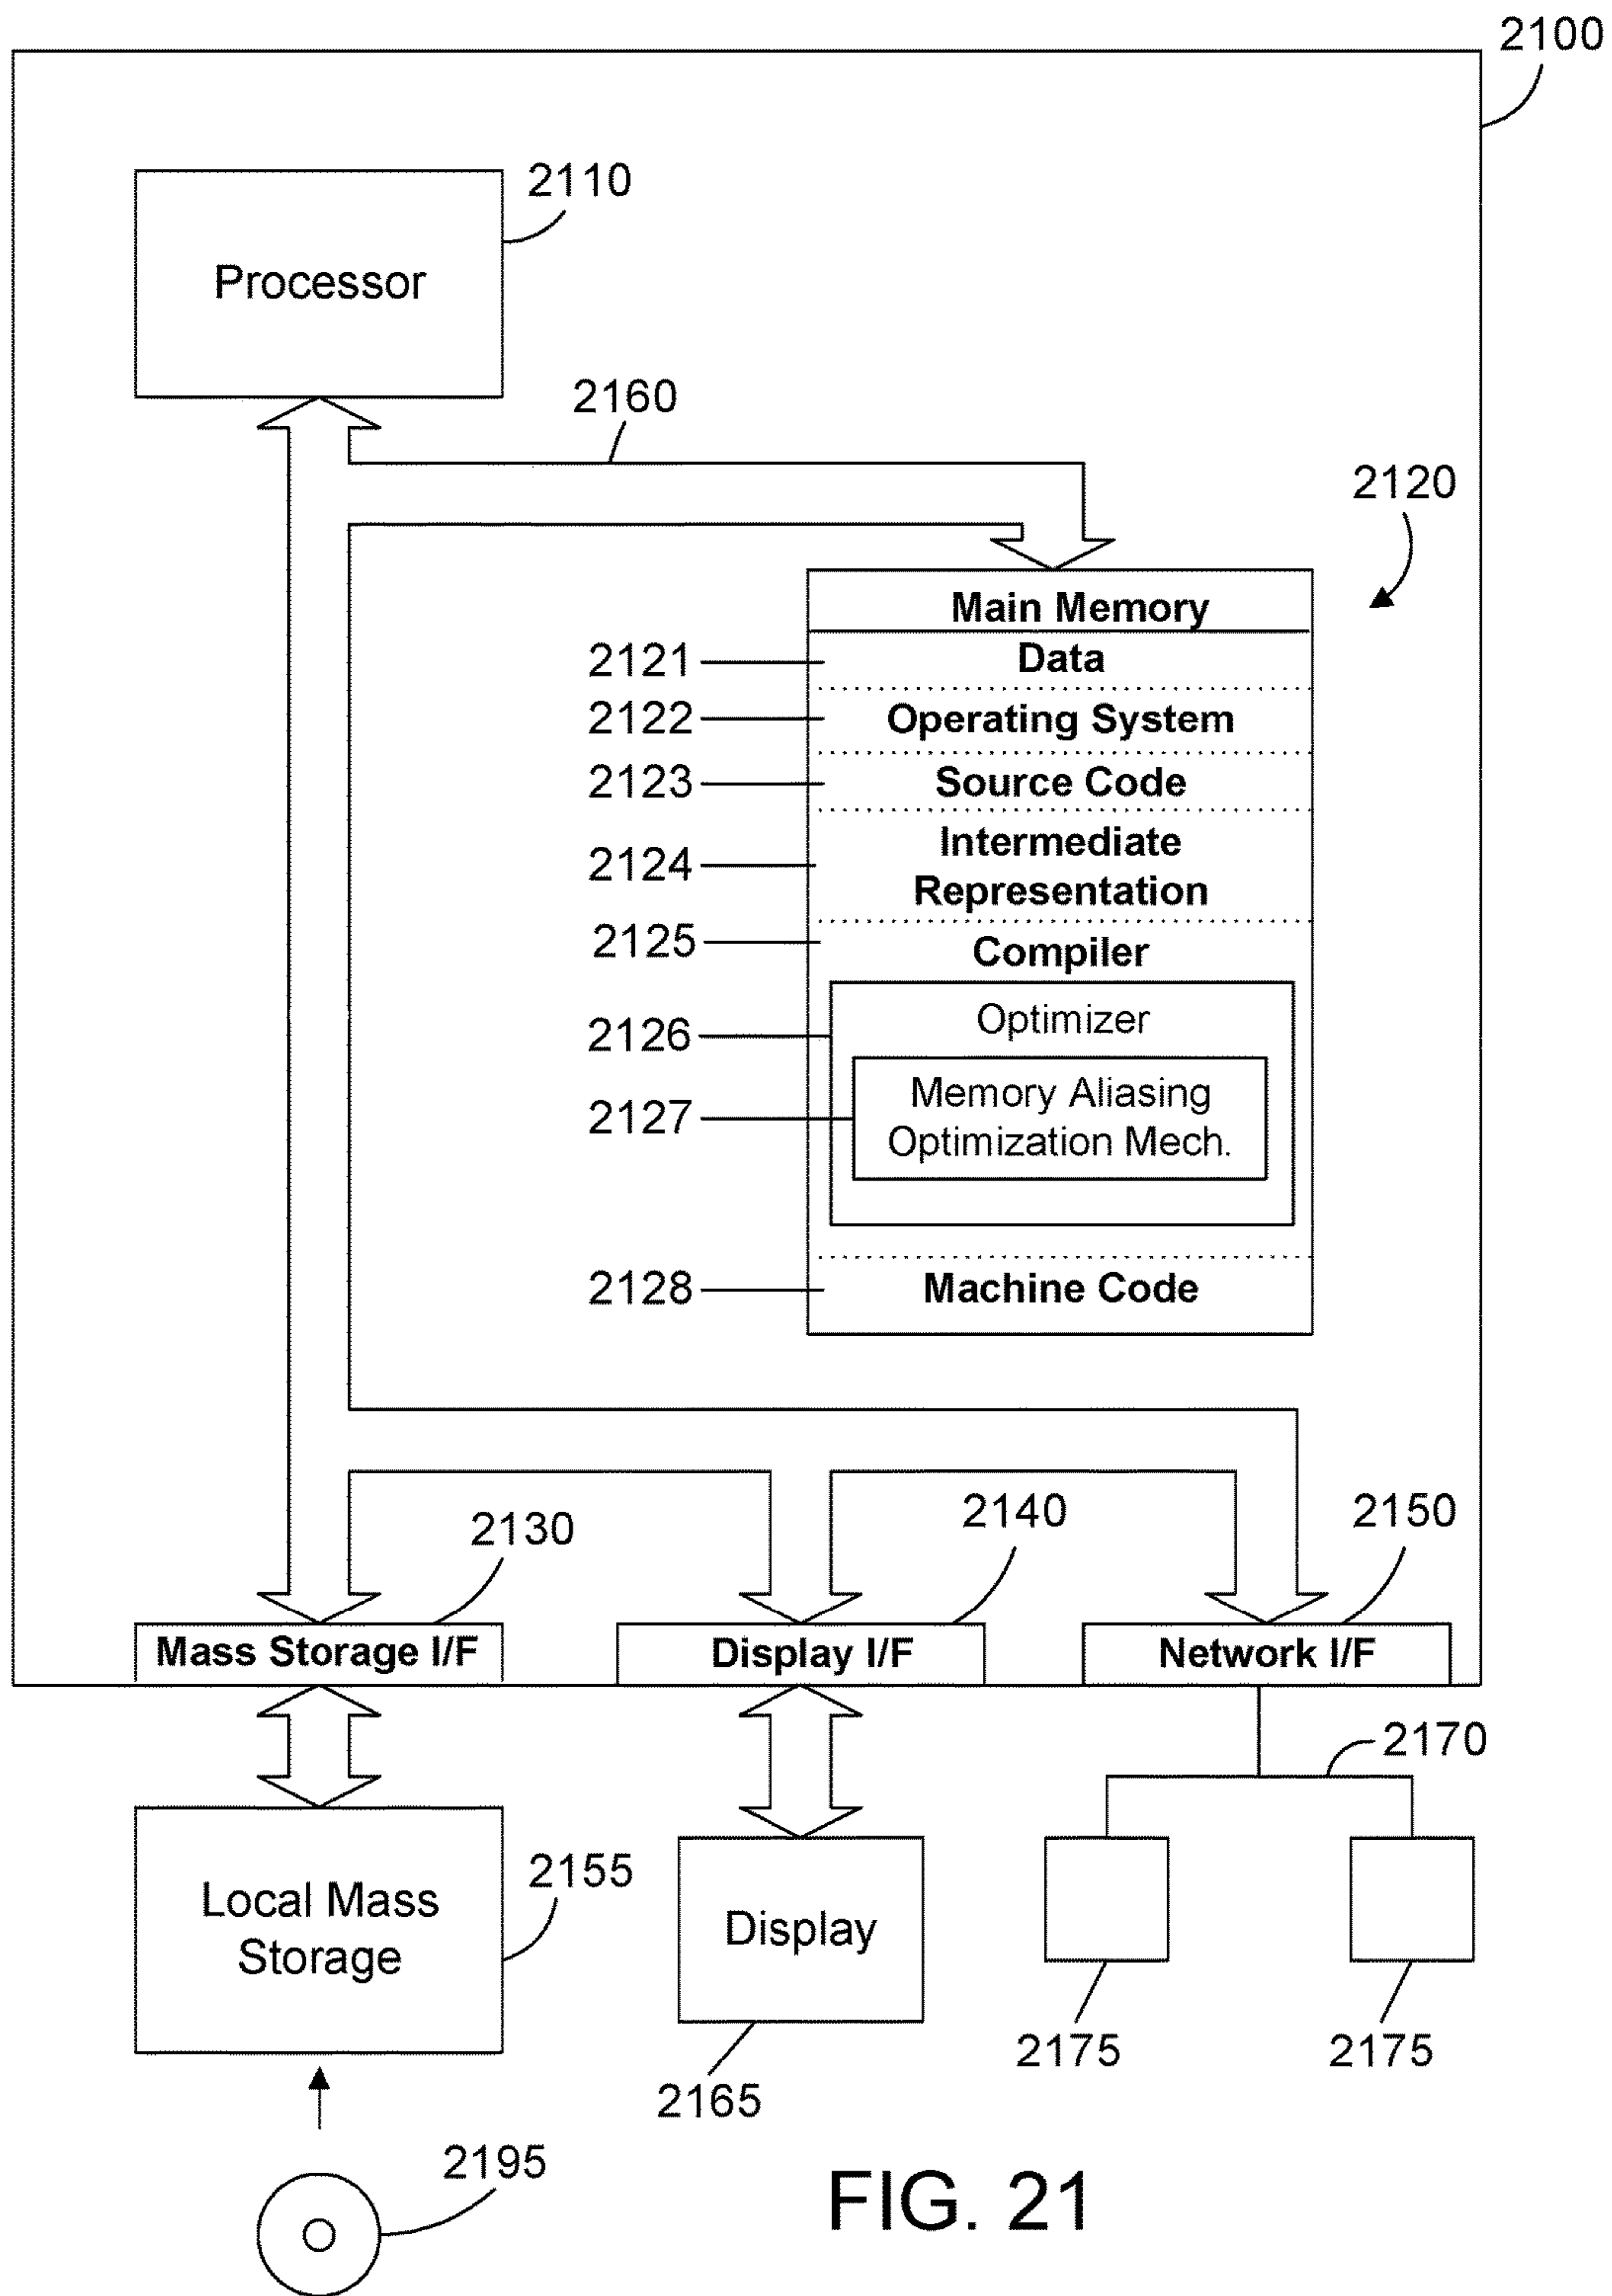 2100
2110
Processor
2160
2120
Main Memory
2121 Data
2122 Operating System
2123 Source Code
2124 Intermediate
Representation
2125 Compiler
2126 Optimizer
2127 Memory Aliasing
Optimization Mech.
2128 Machine Code
2130
2140
2150
Mass Storage I/F
Display I/F
Network I/F
2170
2155
Local Mass
Storage
Display
2175
2175
2165
2195
FIG. 21